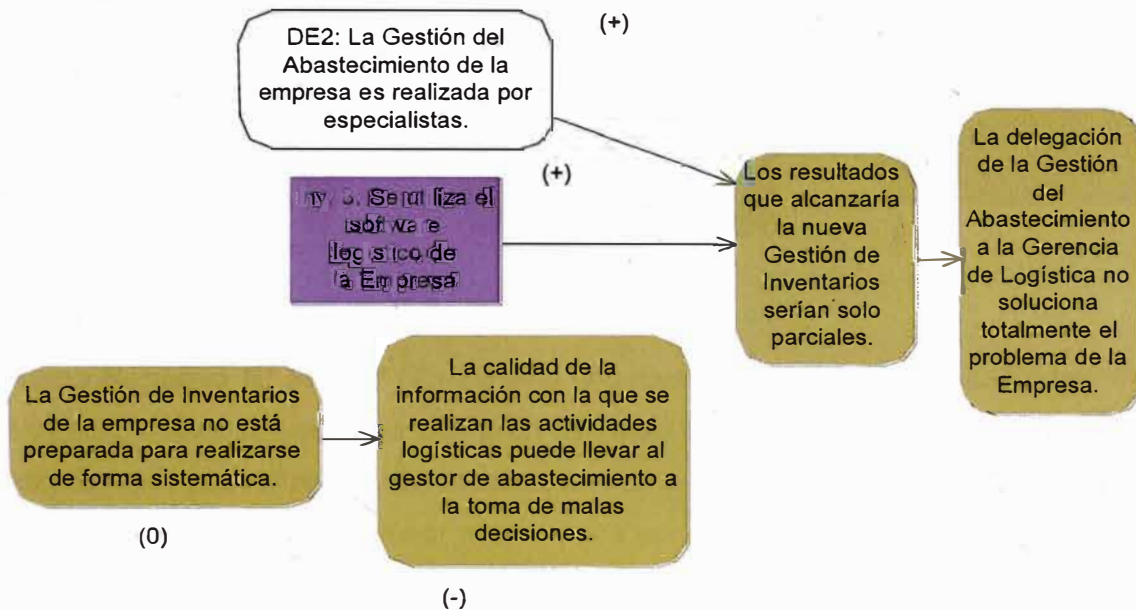 (+)
DE2: La Gestión del
Abastecimiento de la
empresa es realizada por
especialistas.
(+)
Se utiliza el
software
logístico de
la Empresa
Los resultados
que alcanzaría
la nueva
Gestión de
Inventarios
serían solo
parciales.
La delegación
de la Gestión
del
Abastecimiento
a la Gerencia
de Logística no
soluciona
totalmente el
problema de la
Empresa.
La Gestión de Inventarios
de la empresa no está
preparada para realizarse
de forma sistemática.
(0)
La calidad de la
información con la que se
realizan las actividades
logísticas puede llevar al
gestor de abastecimiento a
la toma de malas
decisiones.
(-)